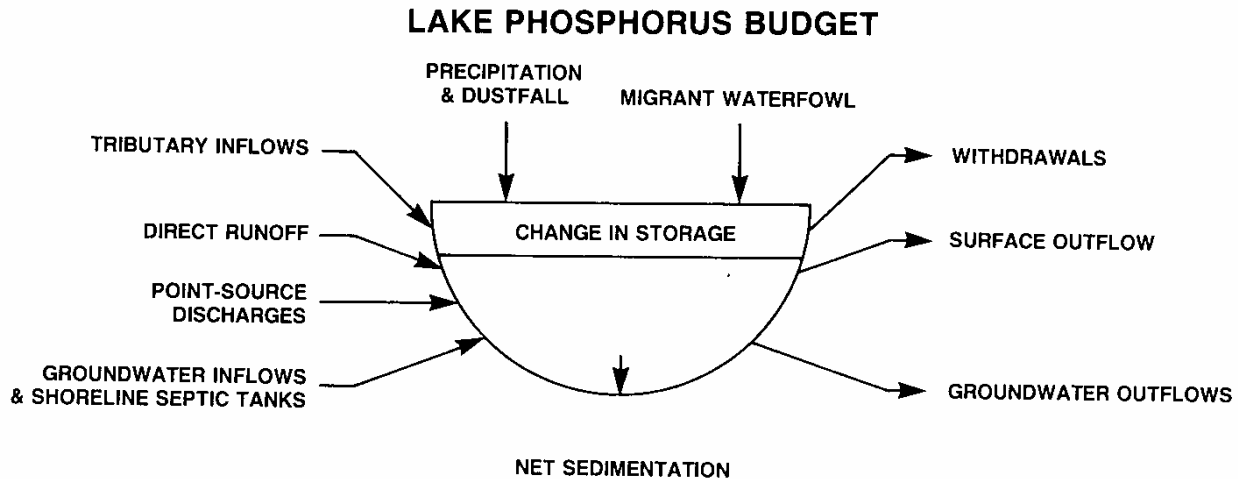 LAKE PHOSPHORUS BUDGET
PRECIPITATION
& DUSTFALL
MIGRANT WATERFOWL
TRIBUTARY INFLOWS
WITHDRAWALS
DIRECT RUNOFF
CHANGE IN STORAGE
SURFACE OUTFLOW
POINT-SOURCE
DISCHARGES
GROUNDWATER INFLOWS
& SHORELINE SEPTIC TANKS
GROUNDWATER OUTFLOWS
NET SEDIMENTATION